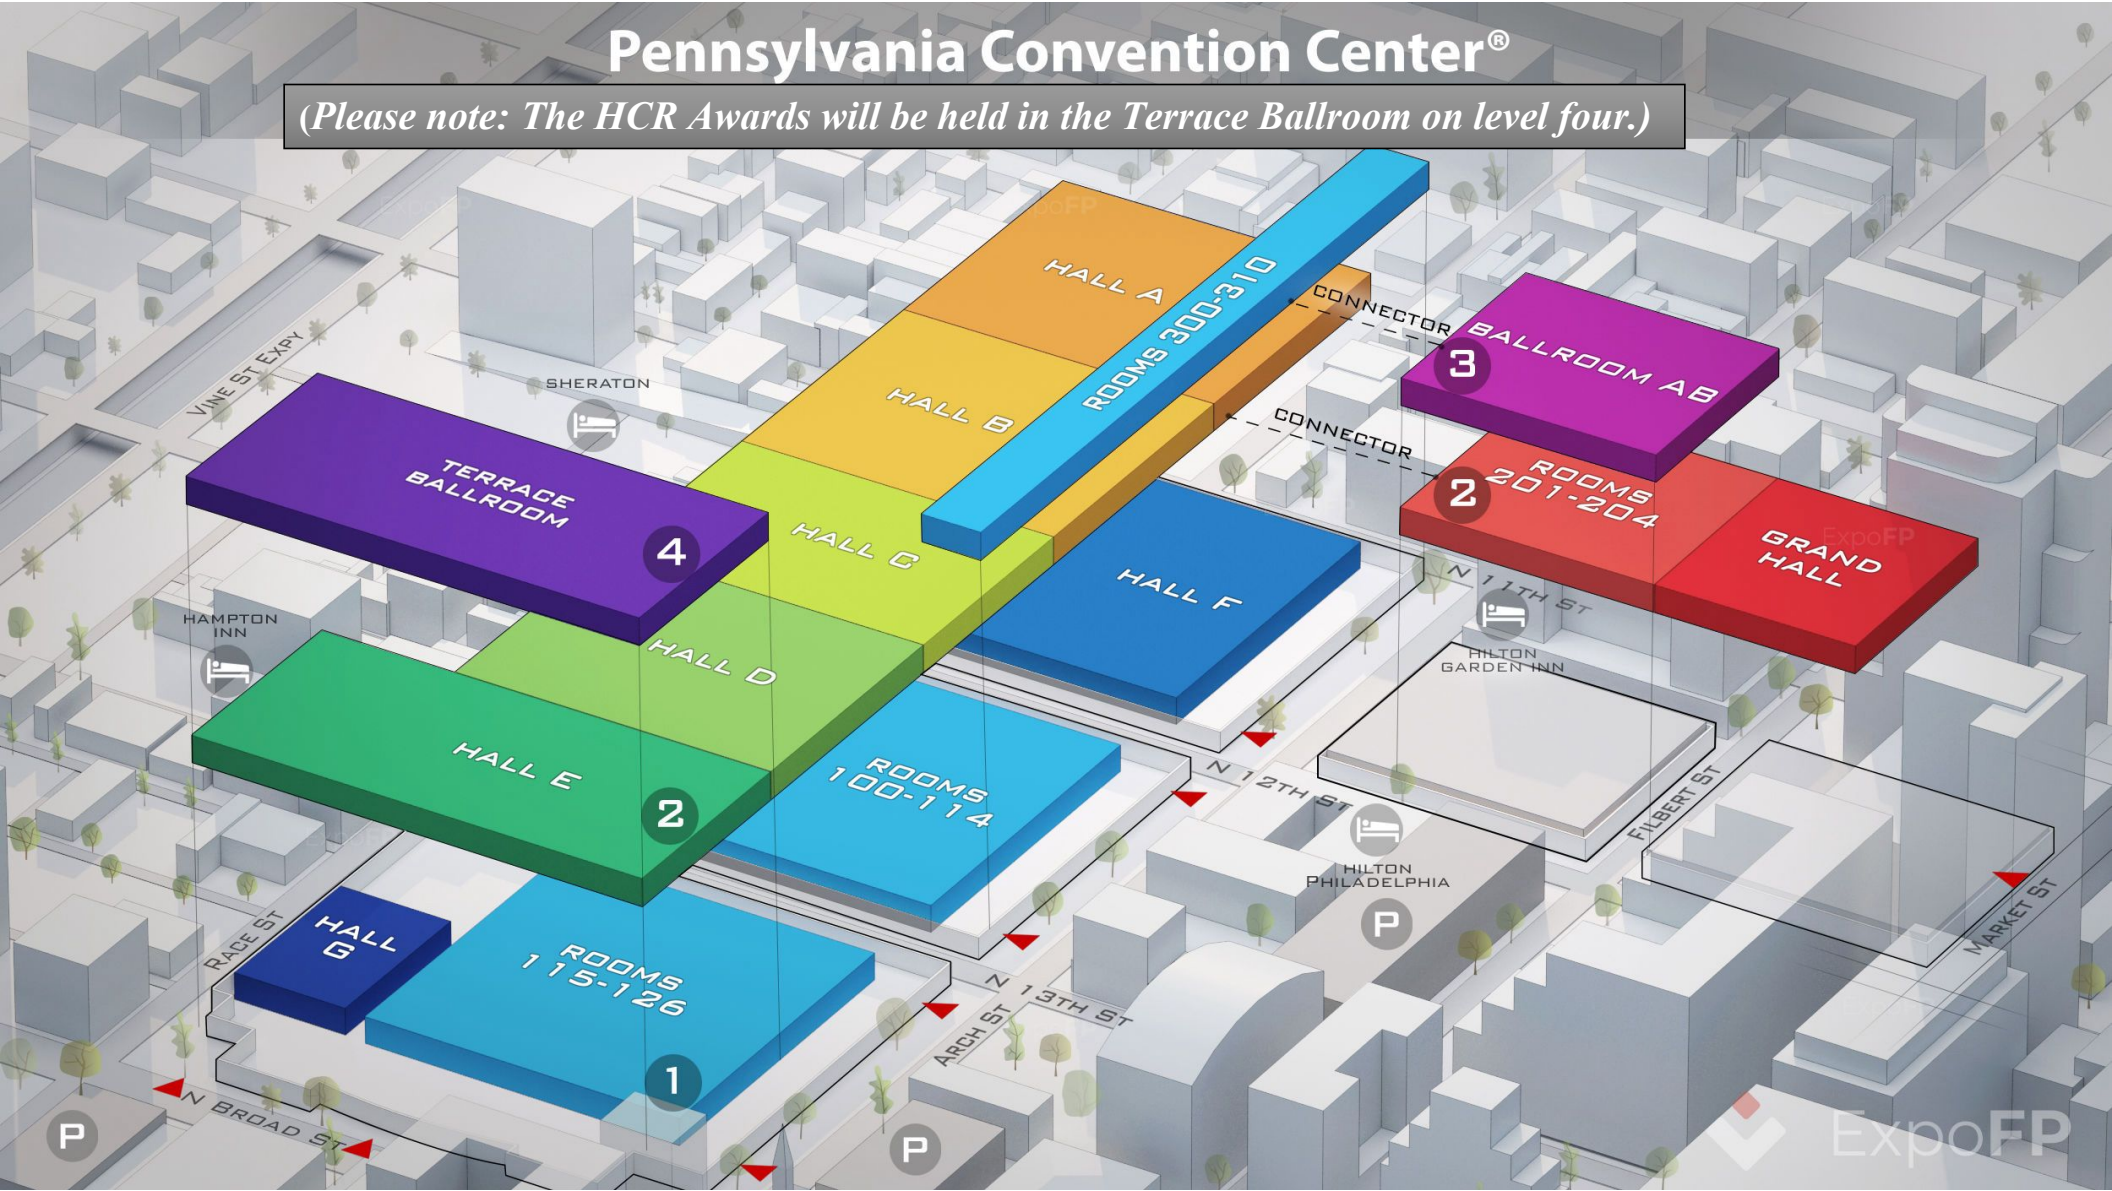 Pennsylvania Convention Center®
(Please note: The HCR Awards will be held in the Terrace Ballroom on level four.)
HALL A
ROOMS 300-310
CONNECTOR
BALLROOM AB
3
VINE ST EXPY
SHERATON
HALL B
CONNECTOR
TERRACE
BALLROOM
4
HALL C
2
ROOMS
201-204
GRAND
HALL
ExpoFP
HALL F
N 11TH ST
HAMPTON
INN
HALL D
HILTON
GARDEN INN
HALL E
2
ROOMS
100-114
N 12TH ST
FILBERT ST
HILTON
PHILADELPHIA
P
MARKET ST
RACE ST
HALL
G
ROOMS
115-126
1
N 13TH ST
ARCH ST
N BROAD ST
P
P
ExpoFP